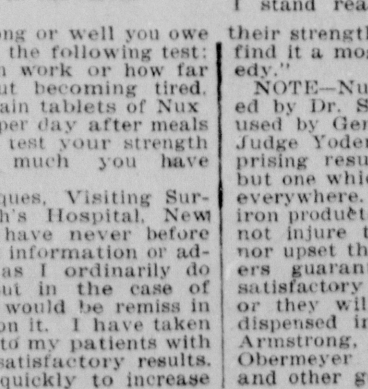 ng or well you owe
the following test:
work or how far
ut becoming tired.
ain tablets of Nux
per day after meals
test your strength
much you have
ques, Visiting Sur-
h's Hospital, New
have never before
information or ad-
as I ordinarily do
ut in the case of
would be remiss in
on it. I have taken
to my patients with
satisfactory results.
quickly to increase
I stand rea
their strengt
find it a mo
edy."
NOTE—Nu
ed by Dr. S
used by Gen
Judge Yoder
prising resu
but one whic
everywhere.
iron product
not injure t
nor upset th
ers guaran
satisfactory
or they wil
dispensed in
Armstrong,
Obermeyer
and other g